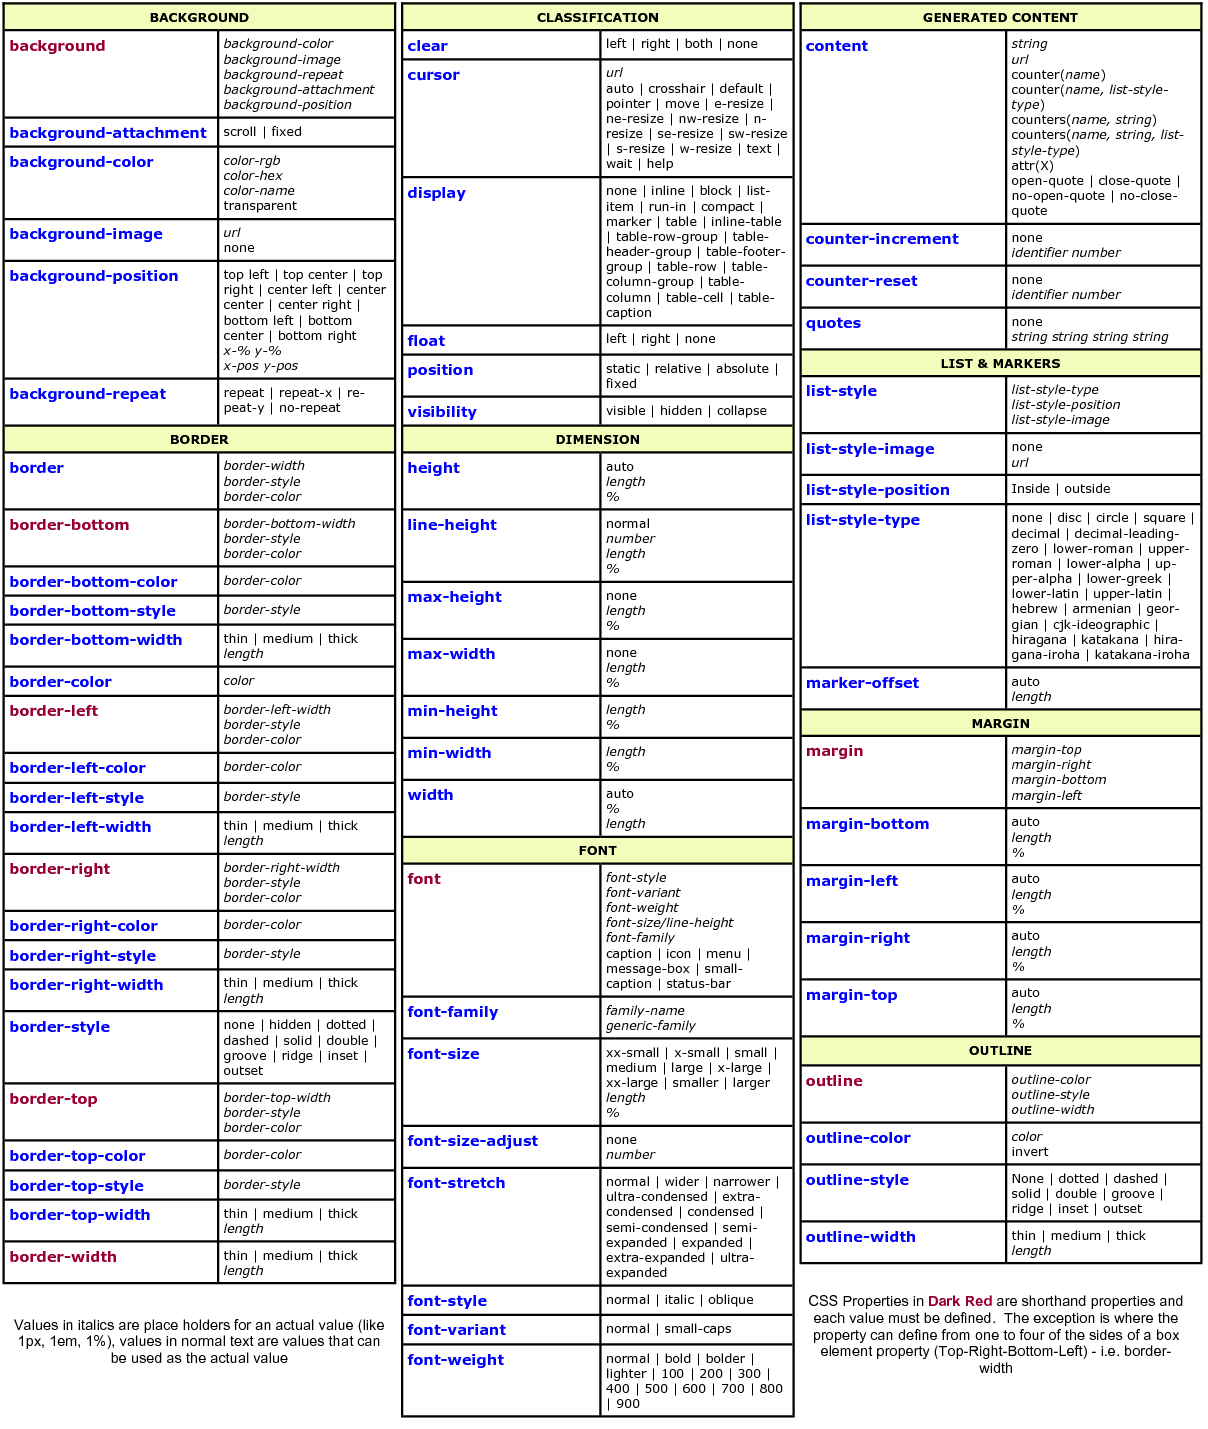 BACKGROUND
background
background-color
background-image
background-repeat
background-attachment
background-position
background-attachment
scroll | fixed
background-color
color-rgb
color-hex
color-name
transparent
background-image
url
none
background-position
top left | top center | top
right | center left | center
center | center right |
bottom left | bottom
center | bottom right
x-% y-%
x-pos y-pos
background-repeat
repeat | repeat-x | re-
peat-y | no-repeat
BORDER
border
border-width
border-style
border-color
border-bottom
border-bottom-width
border-style
border-color
border-bottom-color
border-color
border-bottom-style
border-style
border-bottom-width
thin | medium | thick
length
border-color
color
border-left
border-left-width
border-style
border-color
border-left-color
border-color
border-left-style
border-style
border-left-width
thin | medium | thick
length
border-right
border-right-width
border-style
border-color
border-right-color
border-color
border-right-style
border-style
border-right-width
thin | medium | thick
length
border-style
none | hidden | dotted |
dashed | solid | double |
groove | ridge | inset |
outset
border-top
border-top-width
border-style
border-color
border-top-color
border-color
border-top-style
border-style
border-top-width
thin | medium | thick
length
border-width
thin | medium | thick
length
Values in italics are place holders for an actual value (like
1px, 1em, 1%), values in normal text are values that can
be used as the actual value
CLASSIFICATION
clear
left | right | both | none
cursor
url
auto | crosshair | default |
pointer | move | e-resize |
ne-resize | nw-resize | n-
resize | se-resize | sw-resize
| s-resize | w-resize | text |
wait | help
display
none | inline | block | list-
item | run-in | compact |
marker | table | inline-table
| table-row-group | table-
header-group | table-footer-
group | table-row | table-
column-group | table-
column | table-cell | table-
caption
float
left | right | none
position
static | relative | absolute |
fixed
visibility
visible | hidden | collapse
DIMENSION
height
auto
length
%
line-height
normal
number
length
%
max-height
none
length
%
max-width
none
length
%
min-height
length
%
min-width
length
%
width
auto
%
length
FONT
font
font-style
font-variant
font-weight
font-size/line-height
font-family
caption | icon | menu |
message-box | small-
caption | status-bar
font-family
family-name
generic-family
font-size
xx-small | x-small | small |
medium | large | x-large |
xx-large | smaller | larger
length
%
font-size-adjust
none
number
font-stretch
normal | wider | narrower |
ultra-condensed | extra-
condensed | condensed |
semi-condensed | semi-
expanded | expanded |
extra-expanded | ultra-
expanded
font-style
normal | italic | oblique
font-variant
normal | small-caps
font-weight
normal | bold | bolder |
lighter | 100 | 200 | 300 |
400 | 500 | 600 | 700 | 800
| 900
GENERATED CONTENT
content
string
url
counter(name)
counter(name, list-style-
type)
counters(name, string)
counters(name, string, list-
style-type)
attr(X)
open-quote | close-quote |
no-open-quote | no-close-
quote
counter-increment
none
identifier number
counter-reset
none
identifier number
quotes
none
string string string string
LIST & MARKERS
list-style
list-style-type
list-style-position
list-style-image
list-style-image
none
url
list-style-position
Inside | outside
list-style-type
none | disc | circle | square |
decimal | decimal-leading-
zero | lower-roman | upper-
roman | lower-alpha | up-
per-alpha | lower-greek |
lower-latin | upper-latin |
hebrew | armenian | geor-
gian | cjk-ideographic |
hiragana | katakana | hira-
gana-iroha | katakana-iroha
marker-offset
auto
length
MARGIN
margin
margin-top
margin-right
margin-bottom
margin-left
margin-bottom
auto
length
%
margin-left
auto
length
%
margin-right
auto
length
%
margin-top
auto
length
%
OUTLINE
outline
outline-color
outline-style
outline-width
outline-color
color
invert
outline-style
None | dotted | dashed |
solid | double | groove |
ridge | inset | outset
outline-width
thin | medium | thick
length
CSS Properties in Dark Red are shorthand properties and
each value must be defined. The exception is where the
property can define from one to four of the sides of a box
element property (Top-Right-Bottom-Left) - i.e. border-
width